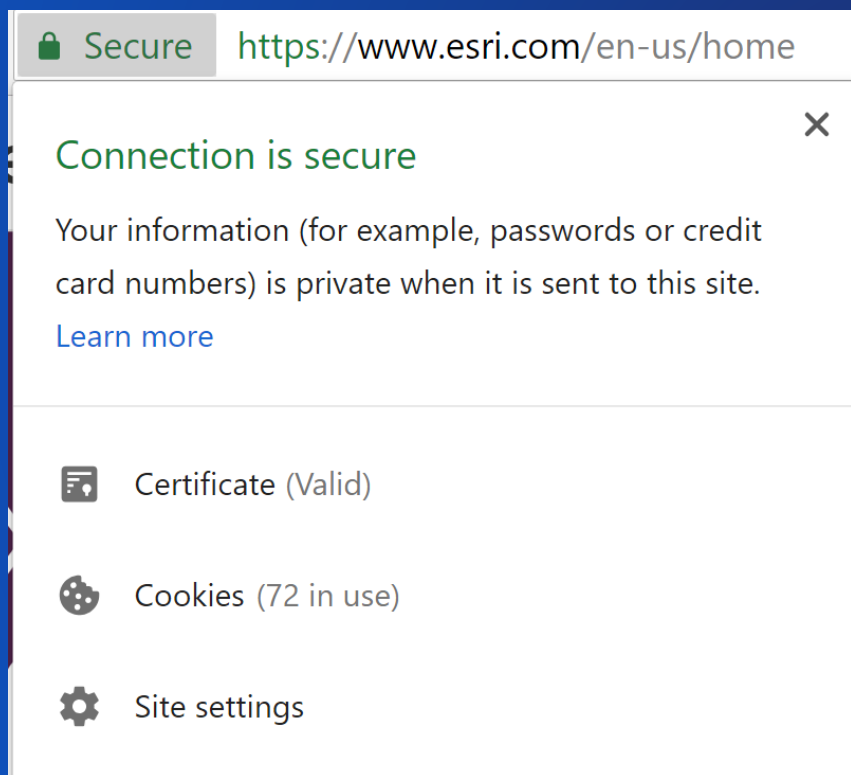 Secure https://www.esri.com/en-us/home
Connection is secure
Your information (for example, passwords or credit
card numbers) is private when it is sent to this site.
Learn more
Certificate (Valid)
Cookies (72 in use)
Site settings